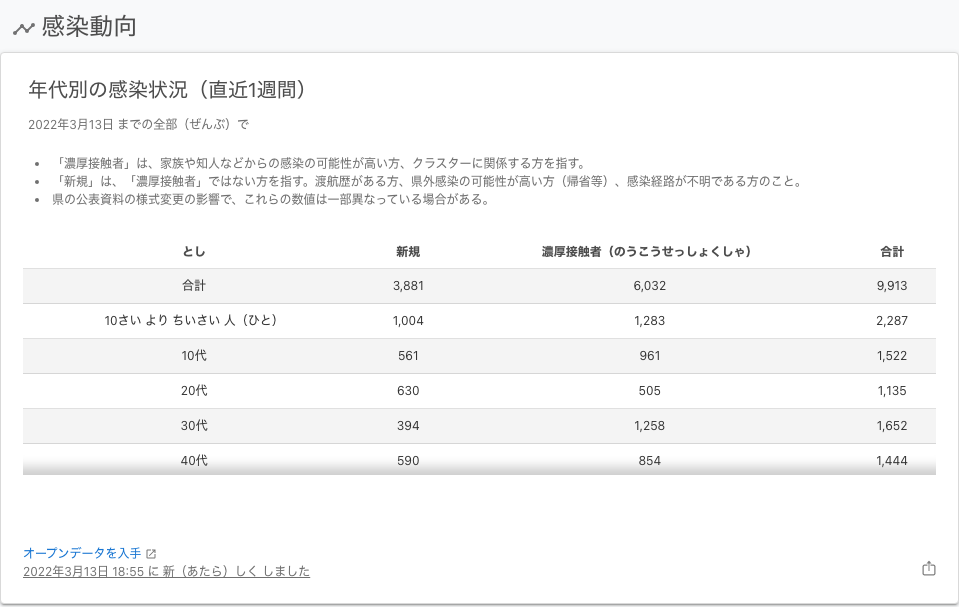 感染動向
年代別の感染状況（直近1週間）
2022年3月13日 までの全部（ぜんぶ）で
• 「濃厚接触者」は、家族や知人などからの感染の可能性が高い方、クラスターに関係する方を指す。
• 「新規」は、「濃厚接触者」ではない方を指す。渡航歴がある方、県外感染の可能性が高い方（帰省等）、感染経路が不明である方のこと。
• 県の公表資料の様式変更の影響で、これらの数値は一部異なっている場合がある。
とし 新規 濃厚接触者（のうこうせっしょくしゃ） 合計
合計 3,881 6,032 9,913
10さい より ちいさい 人（ひと） 1,004 1,283 2,287
10代 561 961 1,522
20代 630 505 1,135
30代 394 1,258 1,652
40代 590 854 1,444
オープンデータを入手
2022年3月13日 18:55 に 新（あたら）しく しました